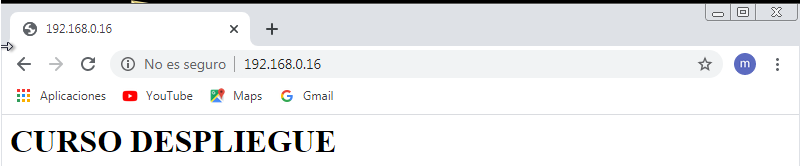 192.168.0.16
No es seguro 192.168.0.16 m
Aplicaciones YouTube Maps G Gmail
CURSO DESPLIEGUE